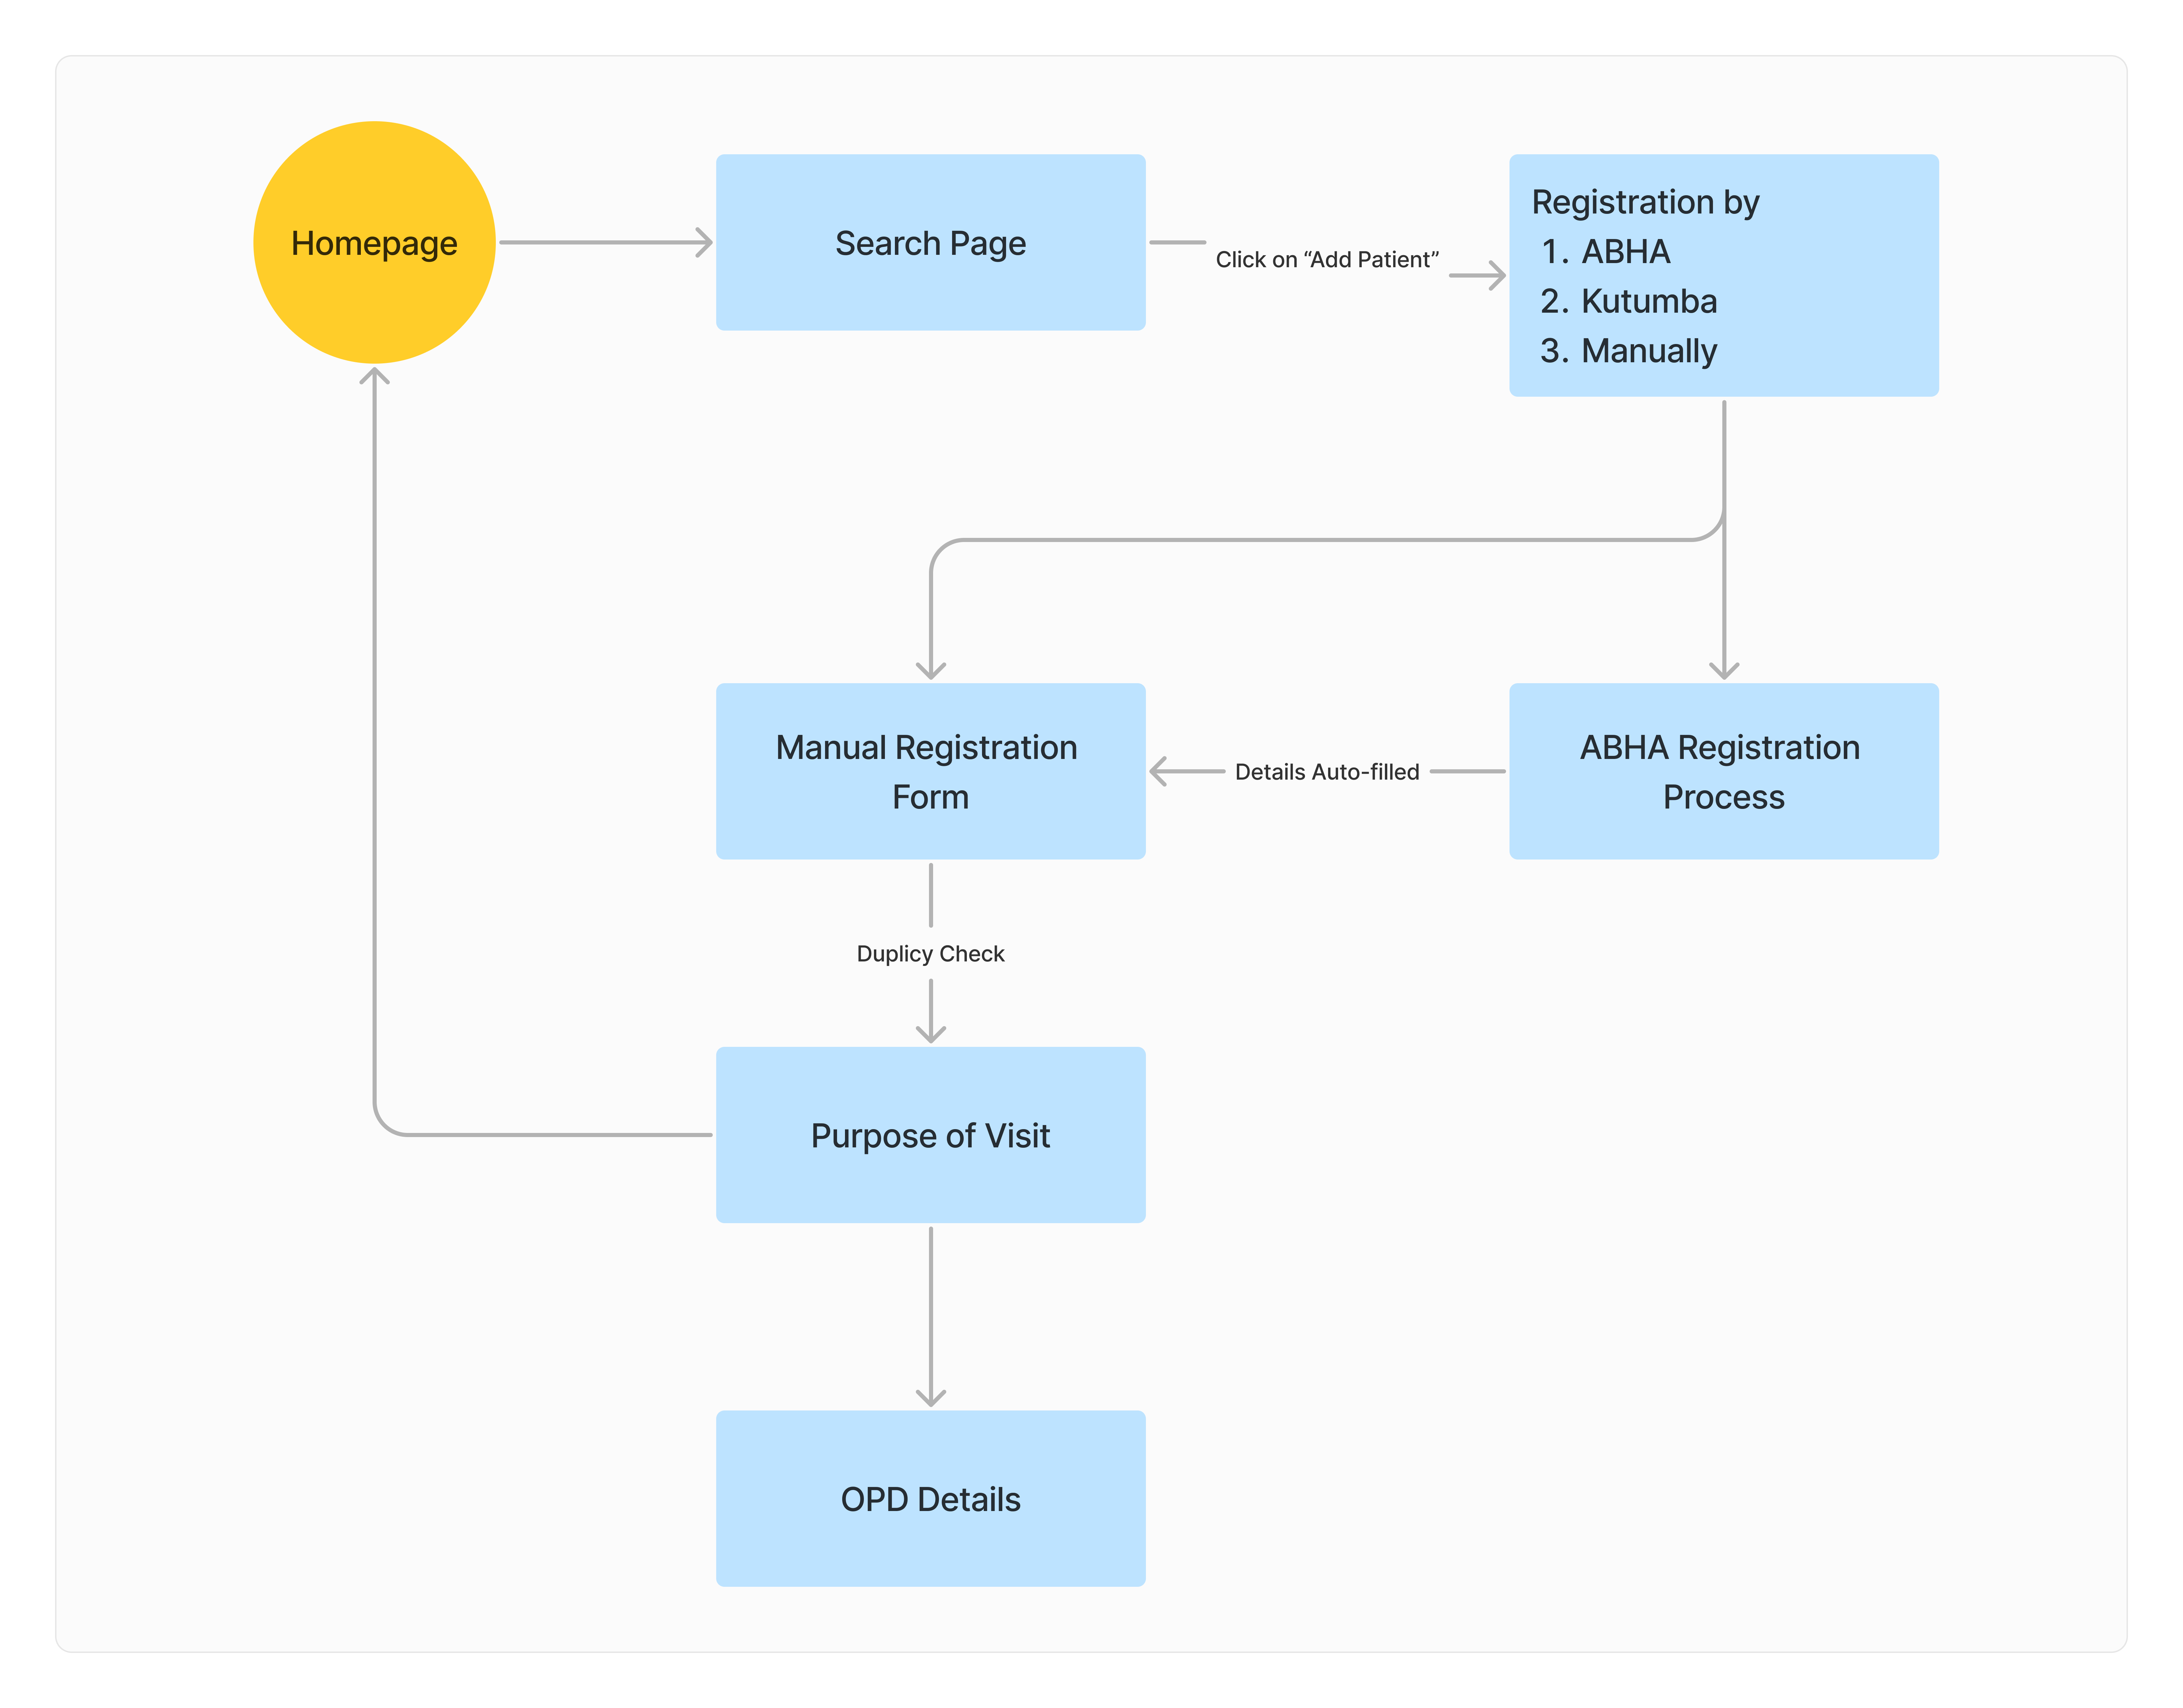 Homepage
Search Page
Click on “Add Patient”
Registration by
1. ABHA
2. Kutumba
3. Manually
Manual Registration
Form
Details Auto-filled
ABHA Registration
Process
Duplicy Check
Purpose of Visit
OPD Details